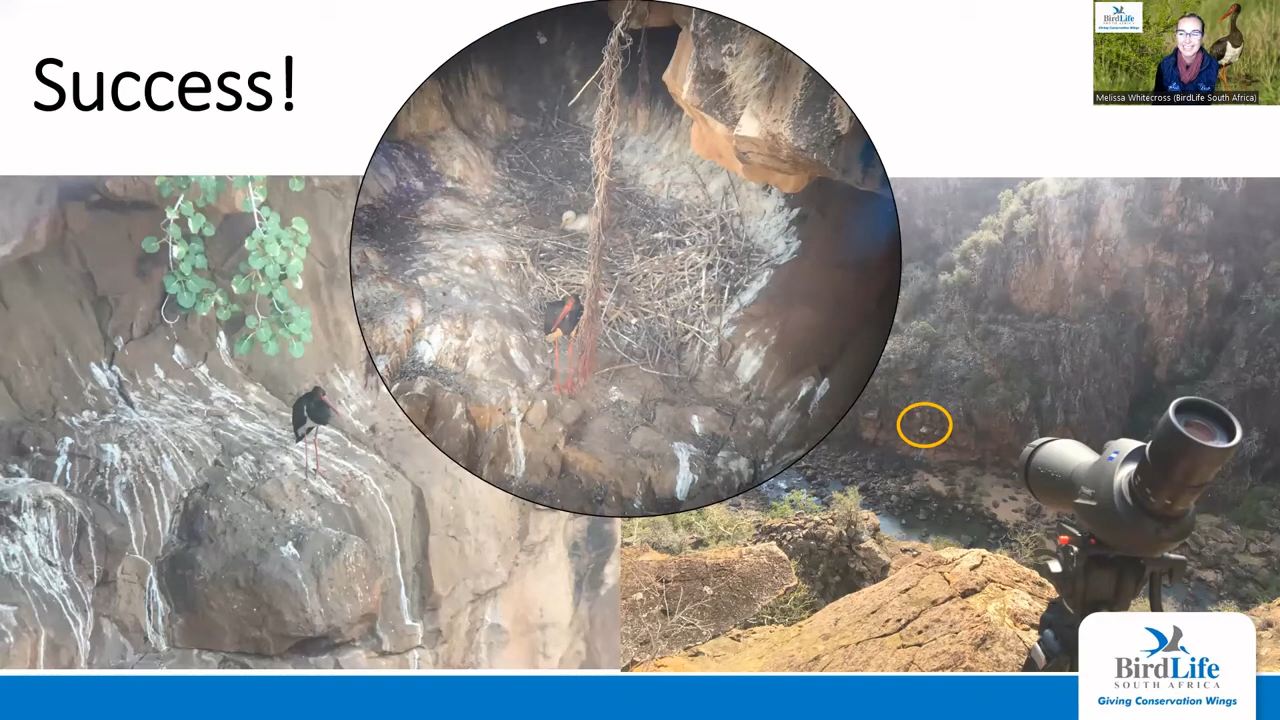 Success!
BirdLife
SOUTH AFRICA
Giving Conservation Wings
Melissa Whitecross (BirdLife South Africa)
BirdLife
SOUTH AFRICA
Giving Conservation Wings